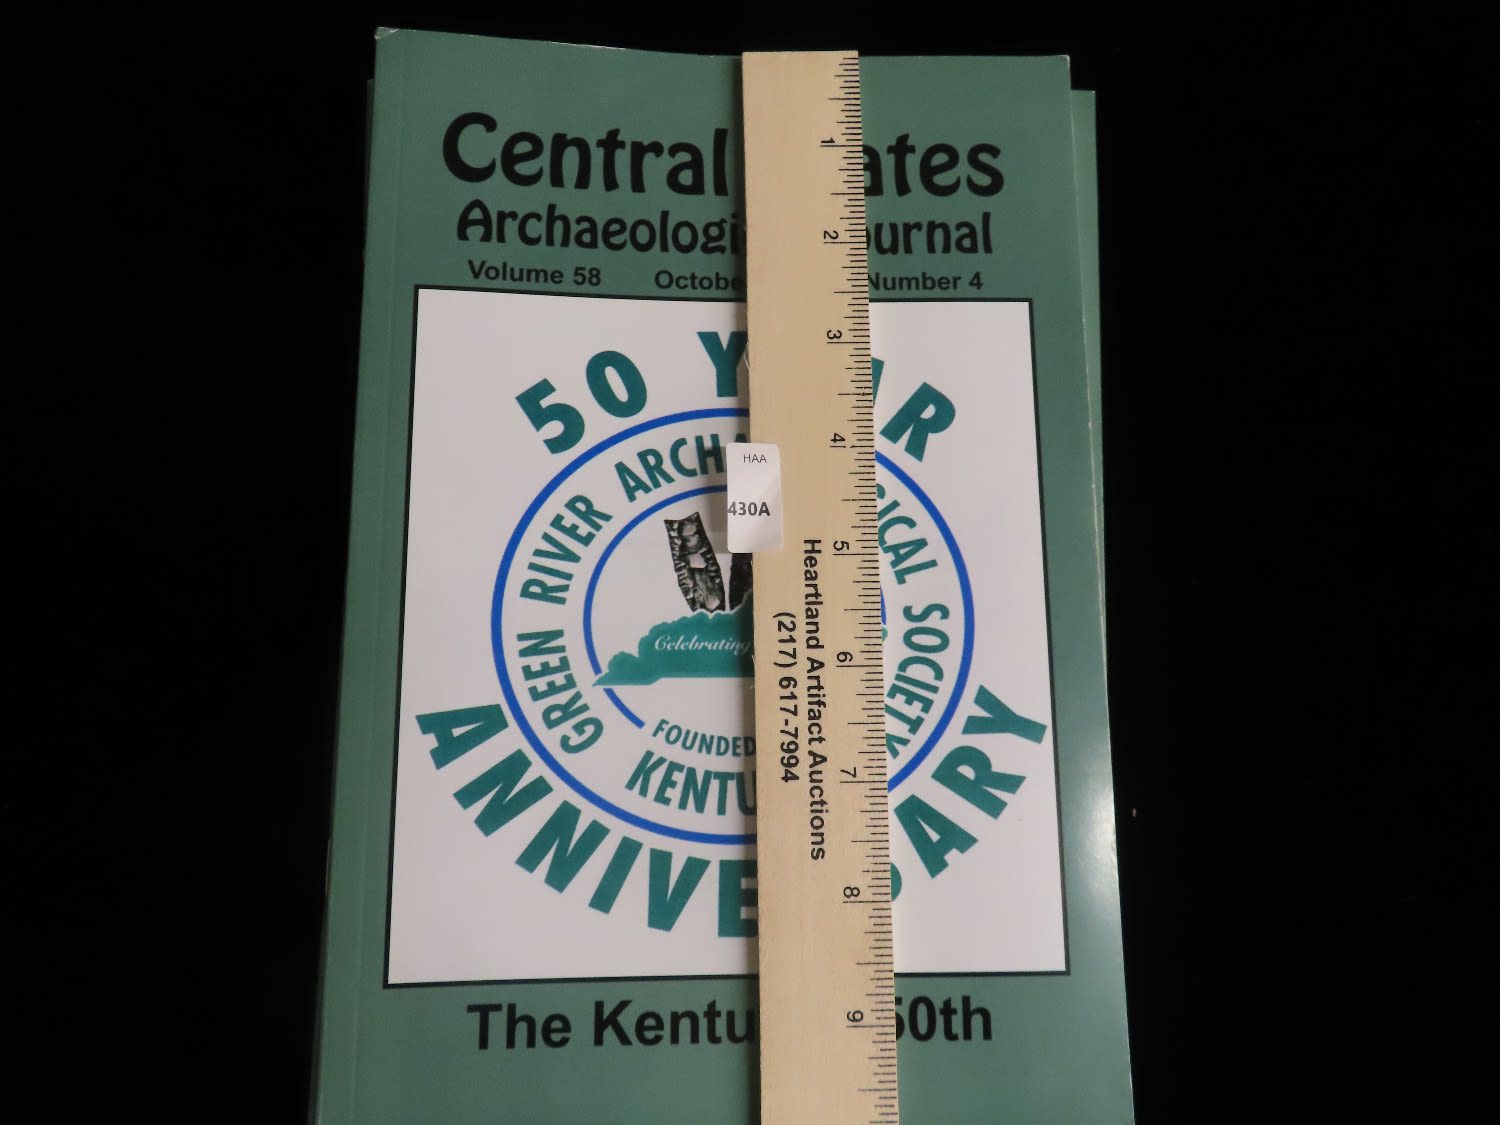 Central ates
Archaeologi urnal
Volume 58 Octobe Number 4
50 Y R
GREEN RIVER ARCHA ICAL SOCIETY
Celebrating
FOUNDED
KENTU
ANNIVE SARY
The Kentu 50th
HAA
430A
Heartland Artifact Auctions
(217) 617-7994
1
2
3
4
5
6
7
8
9